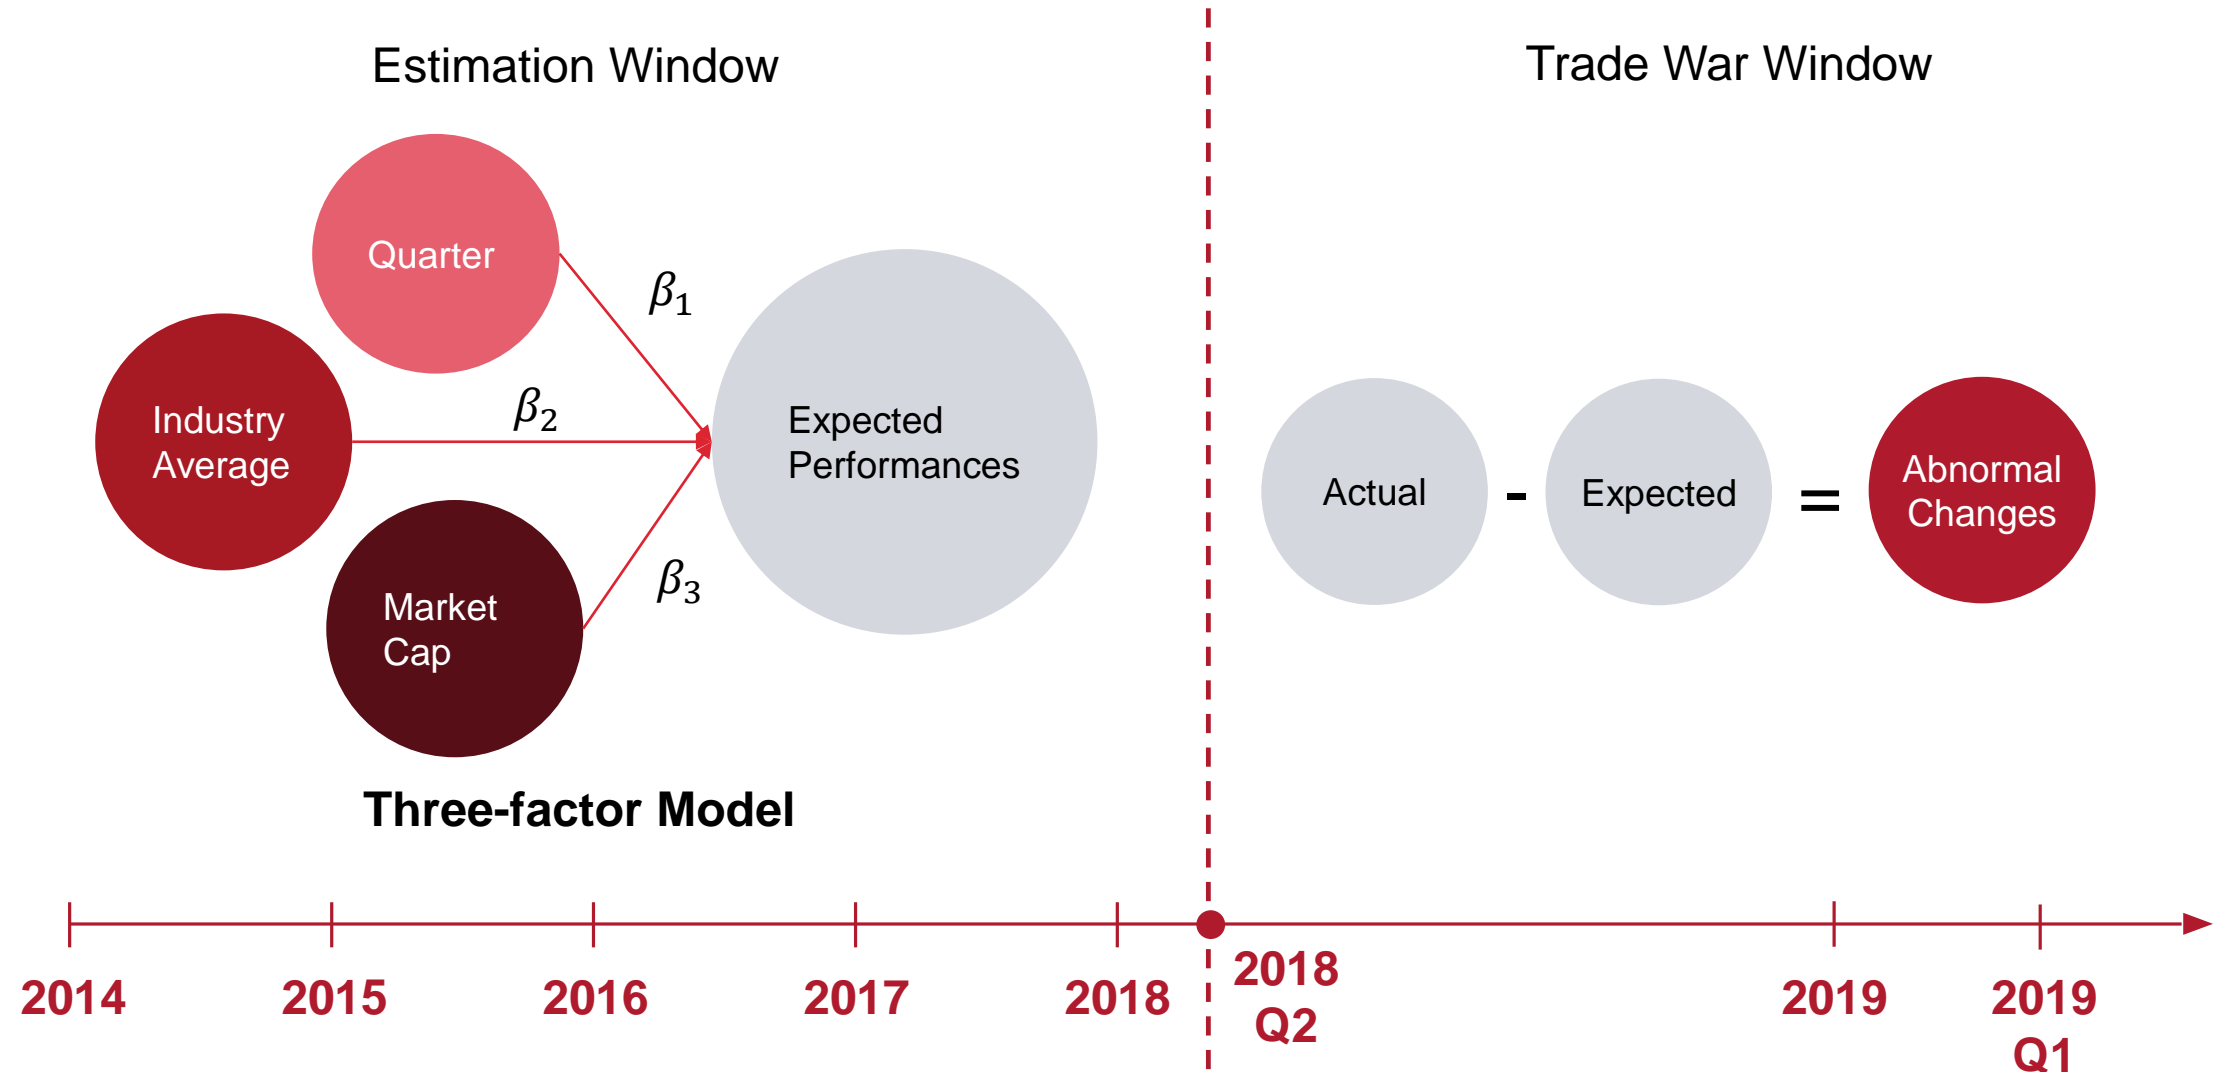 Estimation Window
Trade War Window
Quarter
β1
Industry
Average
β2
Expected
Performances
Market
Cap
β3
Actual
-
Expected
=
Abnormal
Changes
Three-factor Model
2014
2015
2016
2017
2018
2018
Q2
2019
2019
Q1